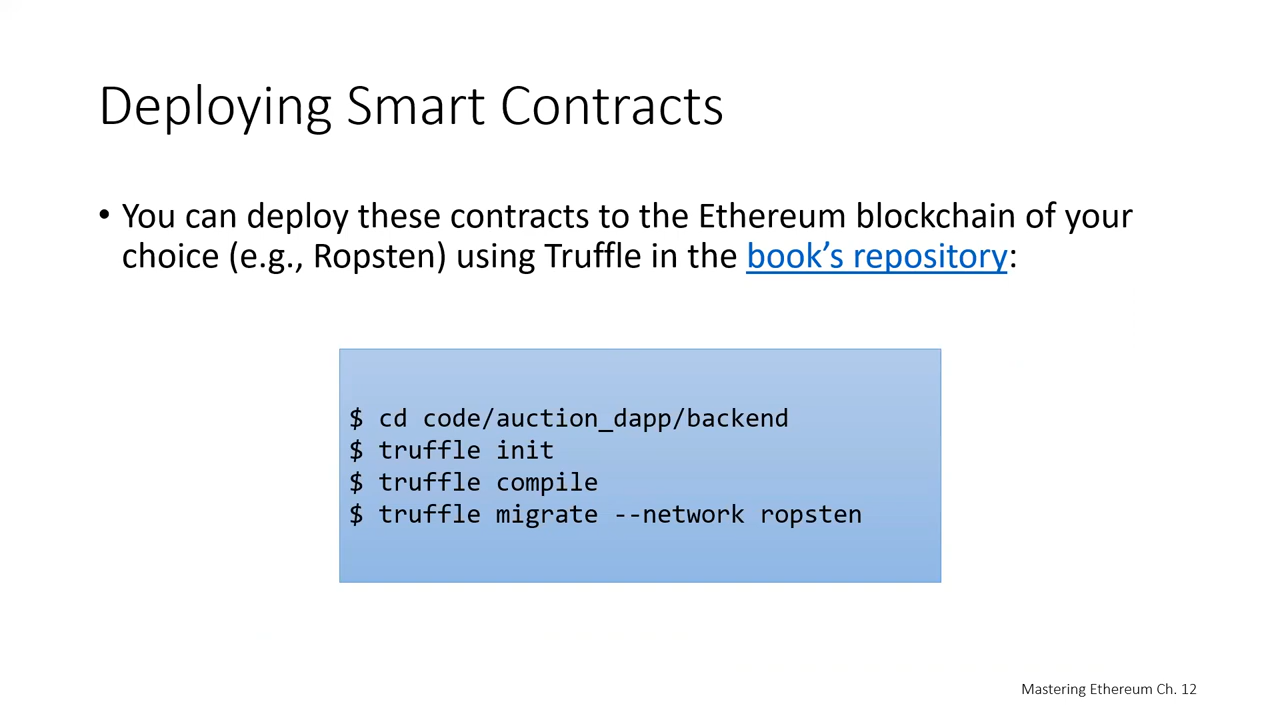 Deploying Smart Contracts
• You can deploy these contracts to the Ethereum blockchain of your
choice (e.g., Ropsten) using Truffle in the book’s repository:
$ cd code/auction_dapp/backend
$ truffle init
$ truffle compile
$ truffle migrate --network ropsten
Mastering Ethereum Ch. 12